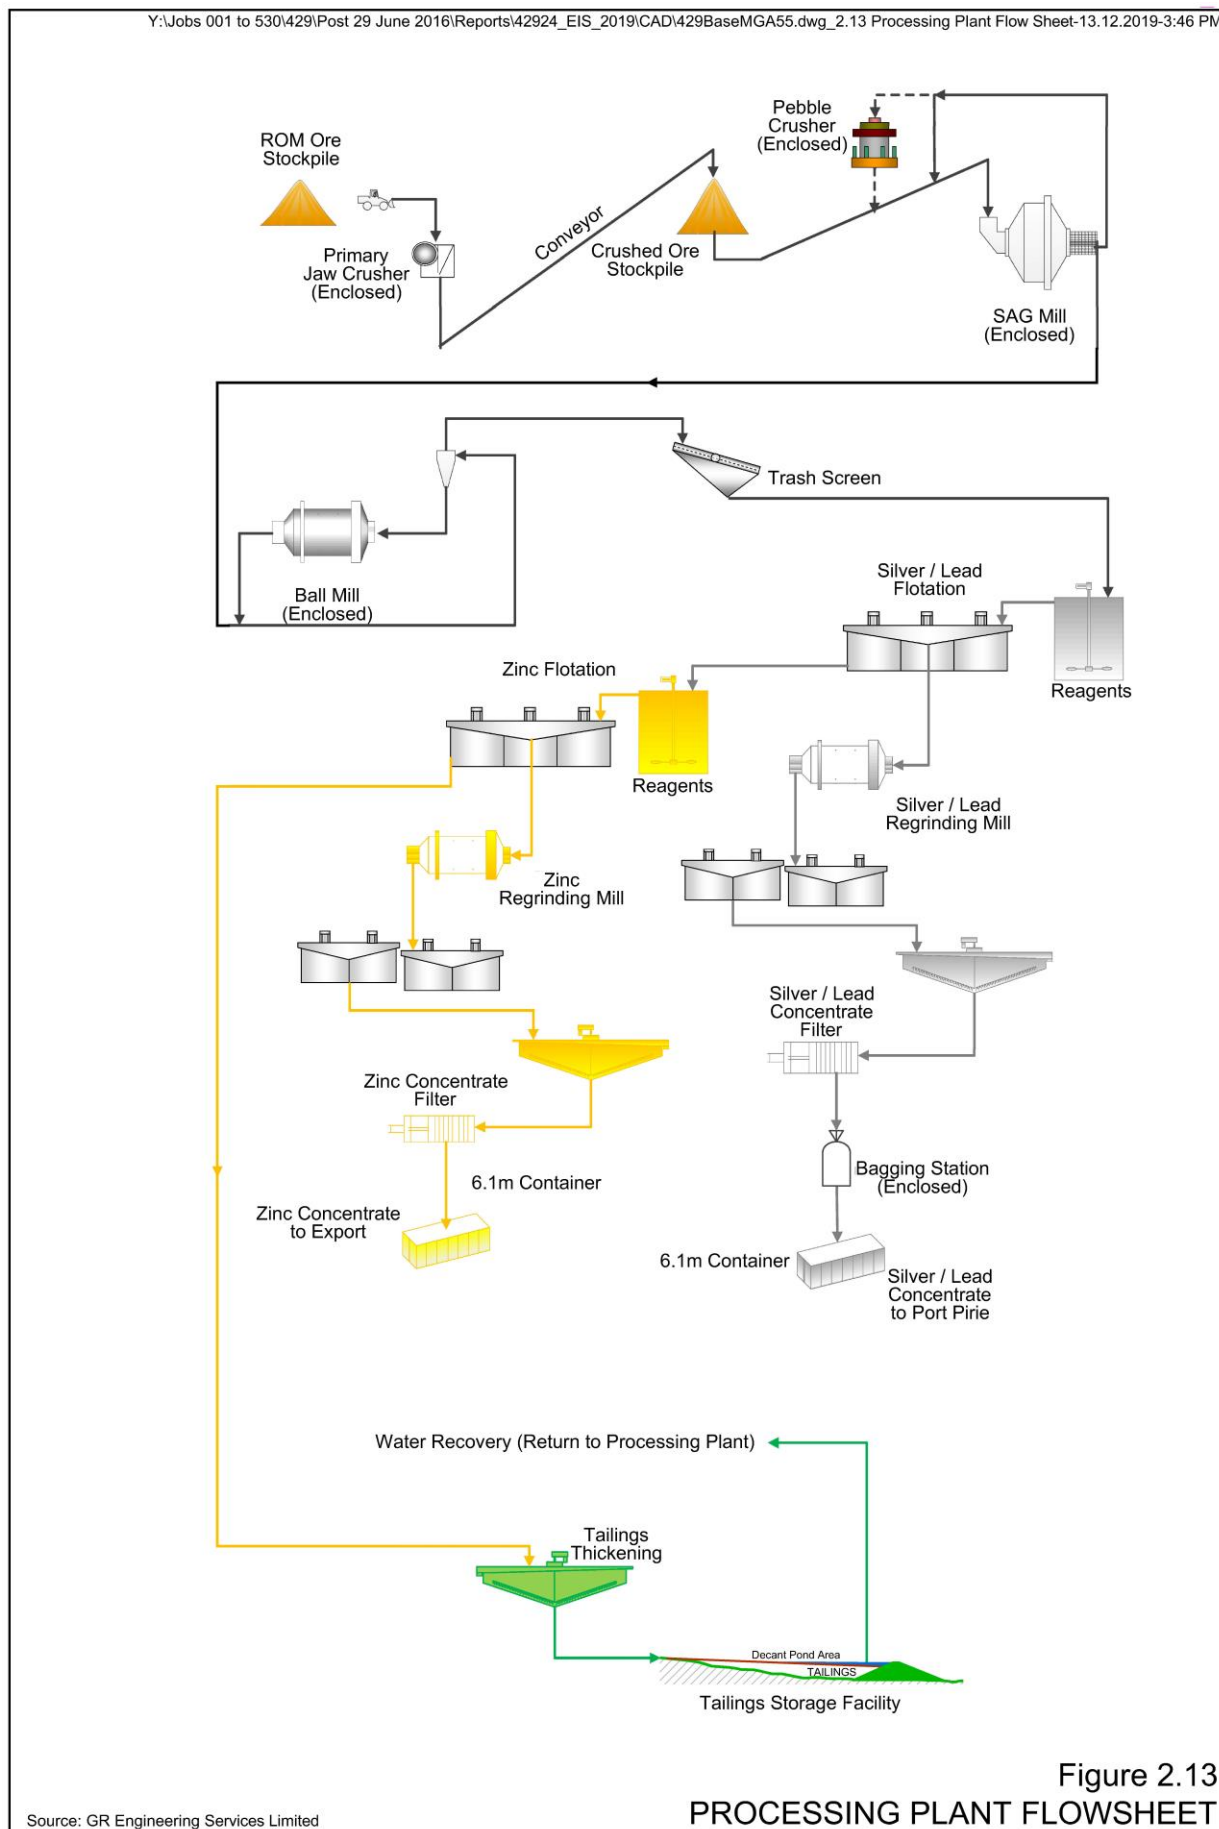 Y:\Jobs 001 to 530\429\Post 29 June 2016\Reports\42924_EIS_2019\CAD\429BaseMGA55.dwg_2.13 Processing Plant Flow Sheet-13.12.2019-3:46 PM
ROM Ore
Stockpile
Pebble
Crusher
(Enclosed)
Primary
Jaw Crusher
(Enclosed)
Conveyor
Crushed Ore
Stockpile
SAG Mill
(Enclosed)
Trash Screen
Ball Mill
(Enclosed)
Silver / Lead
Flotation
Reagents
Zinc Flotation
Reagents
Silver / Lead
Regrinding Mill
Zinc
Regrinding Mill
Silver / Lead
Concentrate
Filter
Zinc Concentrate
Filter
Bagging Station
(Enclosed)
6.1m Container
Zinc Concentrate
to Export
6.1m Container
Silver / Lead
Concentrate
to Port Pirie
Water Recovery (Return to Processing Plant)
Tailings
Thickening
Decant Pond Area
TAILINGS
Tailings Storage Facility
Figure 2.13
PROCESSING PLANT FLOWSHEET
Source: GR Engineering Services Limited